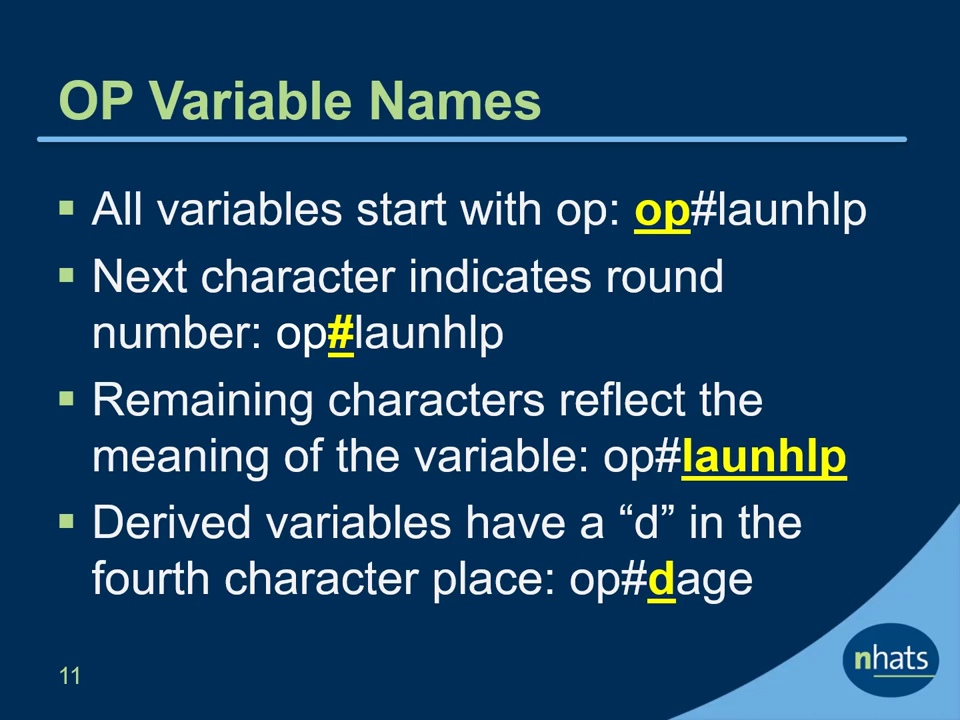 OP Variable Names
▪ All variables start with op: op#launhlp
▪ Next character indicates round
number: op#launhlp
▪ Remaining characters reflect the
meaning of the variable: op#launhlp
▪ Derived variables have a “d” in the
fourth character place: op#dage
11
nhats